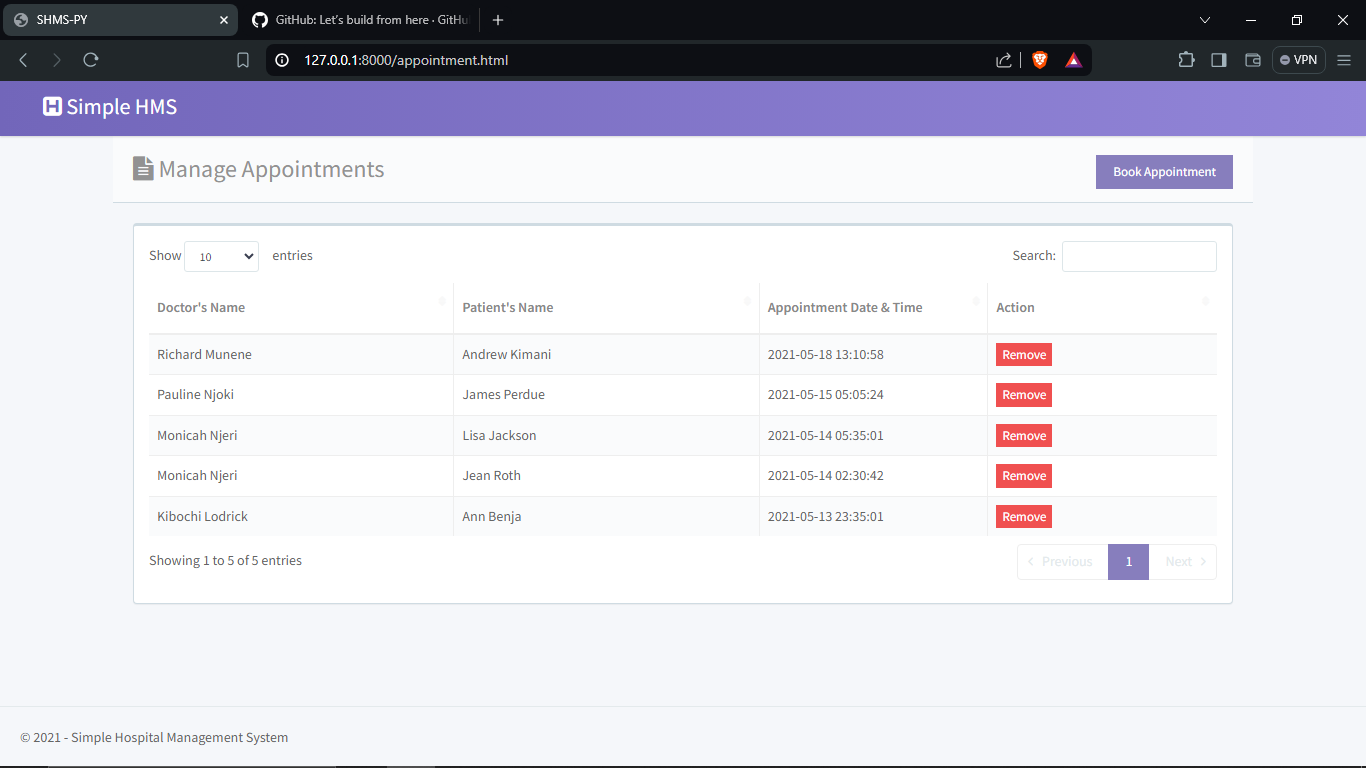 SHMS-PY GitHub: Let's build from here · GitHu
127.0.0.1:8000/appointment.html VPN
H Simple HMS
Manage Appointments Book Appointment
Show 10 entries Search:
Doctor's Name Patient's Name Appointment Date & Time Action
Richard Munene Andrew Kimani 2021-05-18 13:10:58 Remove
Pauline Njoki James Perdue 2021-05-15 05:05:24 Remove
Monicah Njeri Lisa Jackson 2021-05-14 05:35:01 Remove
Monicah Njeri Jean Roth 2021-05-14 02:30:42 Remove
Kibochi Lodrick Ann Benja 2021-05-13 23:35:01 Remove
Showing 1 to 5 of 5 entries Previous 1 Next
© 2021 - Simple Hospital Management System